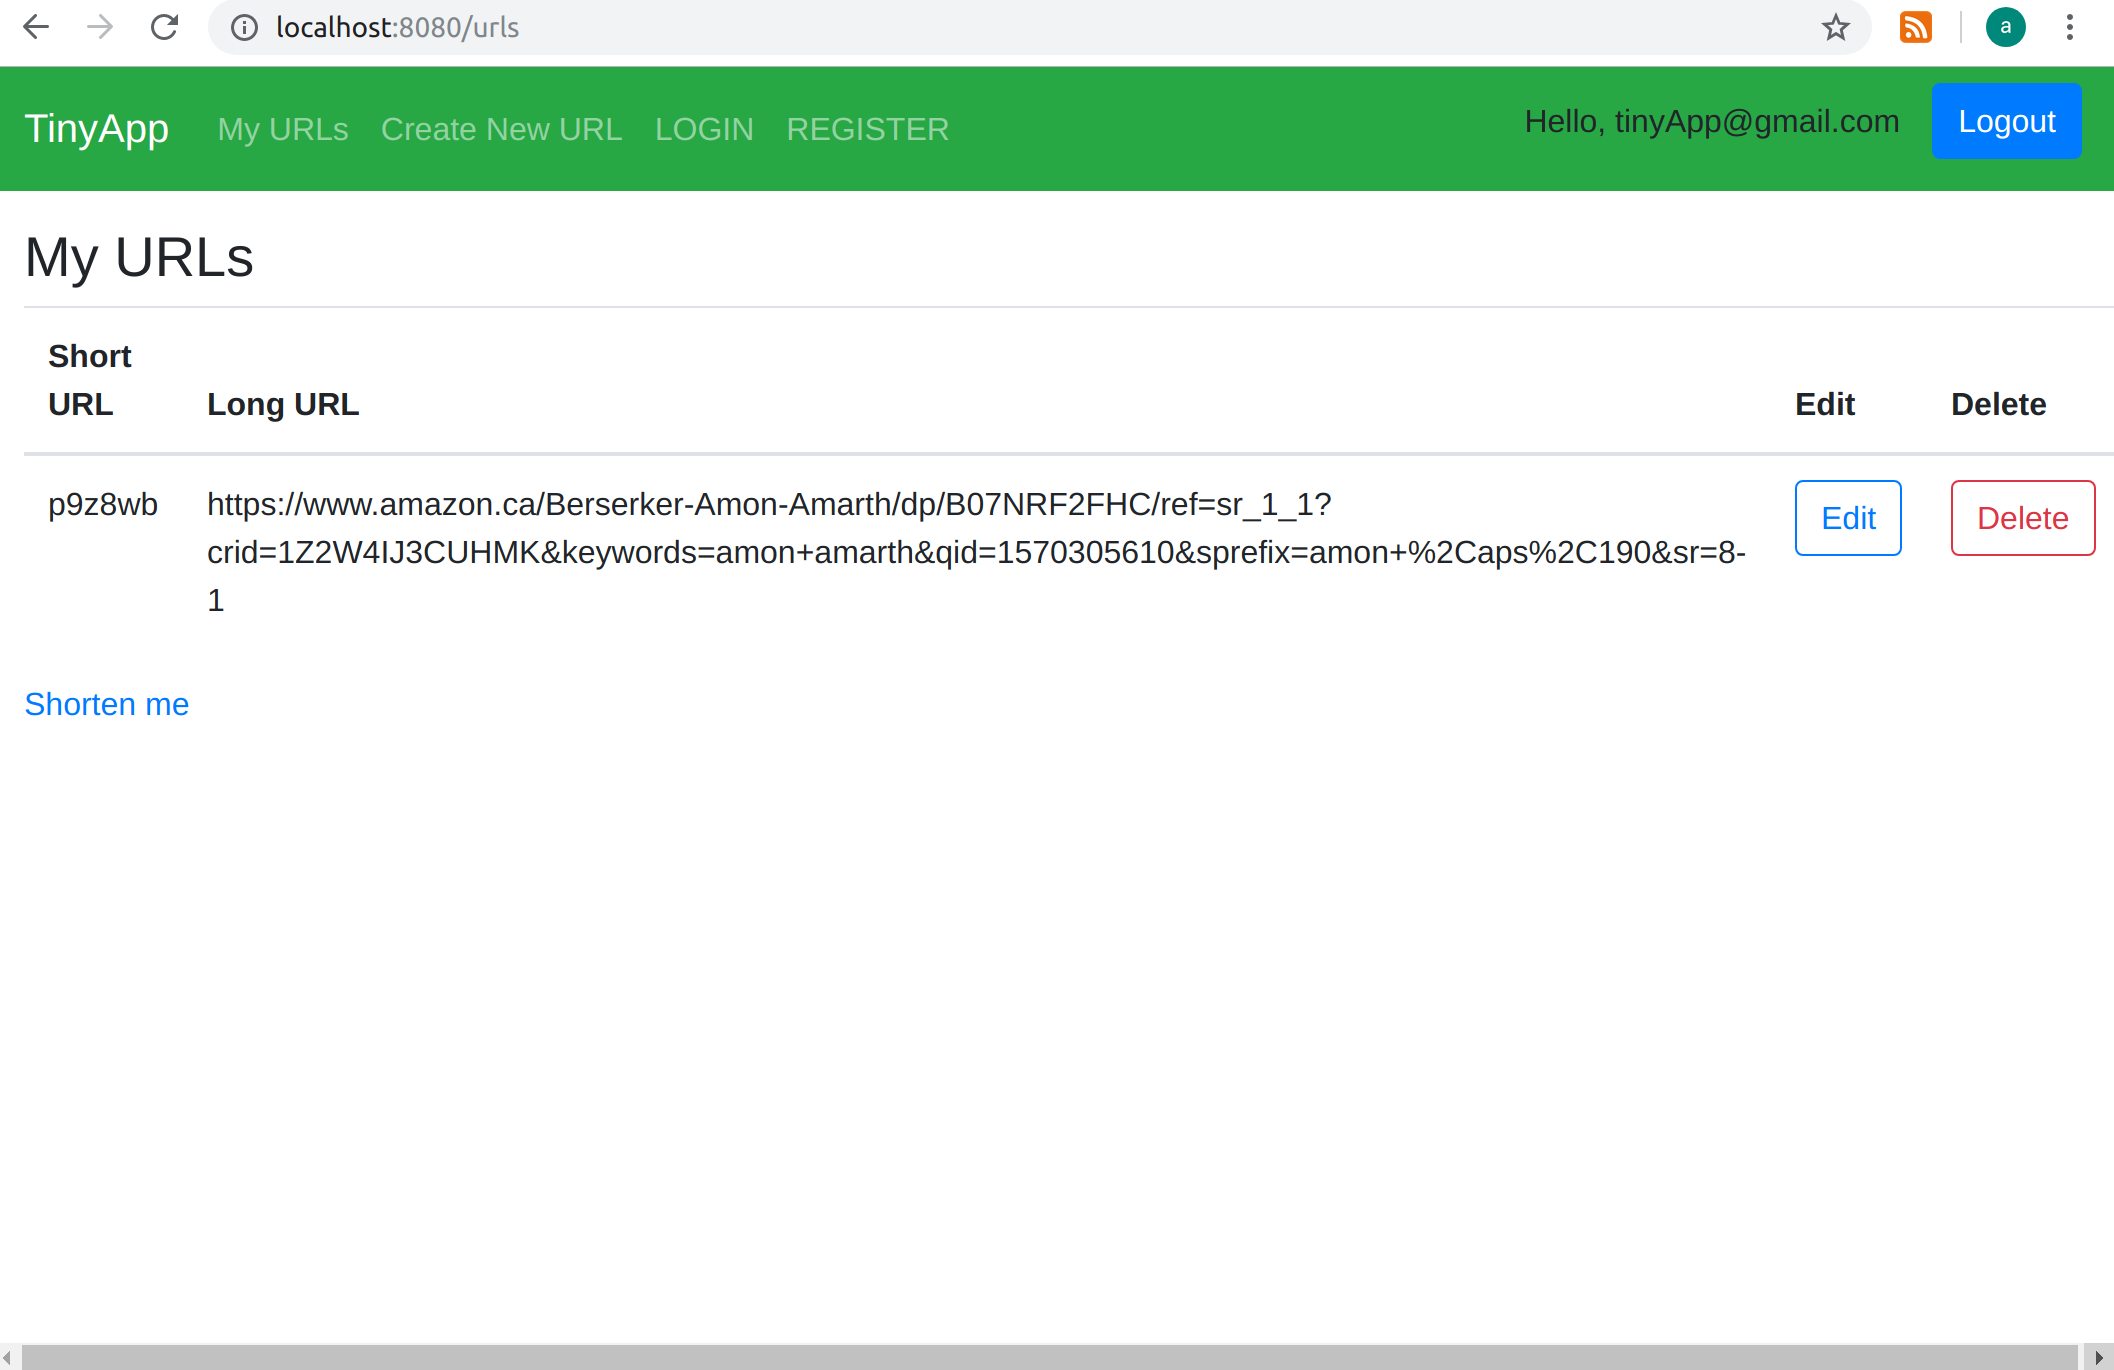 localhost:8080/urls
a
TinyApp My URLs Create New URL LOGIN REGISTER Hello, tinyApp@gmail.com Logout
My URLs
Short
URL Long URL Edit Delete
p9z8wb https://www.amazon.ca/Berserker-Amon-Amarth/dp/B07NRF2FHC/ref=sr_1_1? Edit Delete
crid=1Z2W4IJ3CUHMK&keywords=amon+amarth&qid=1570305610&sprefix=amon+%2Caps%2C190&sr=8-
1
Shorten me